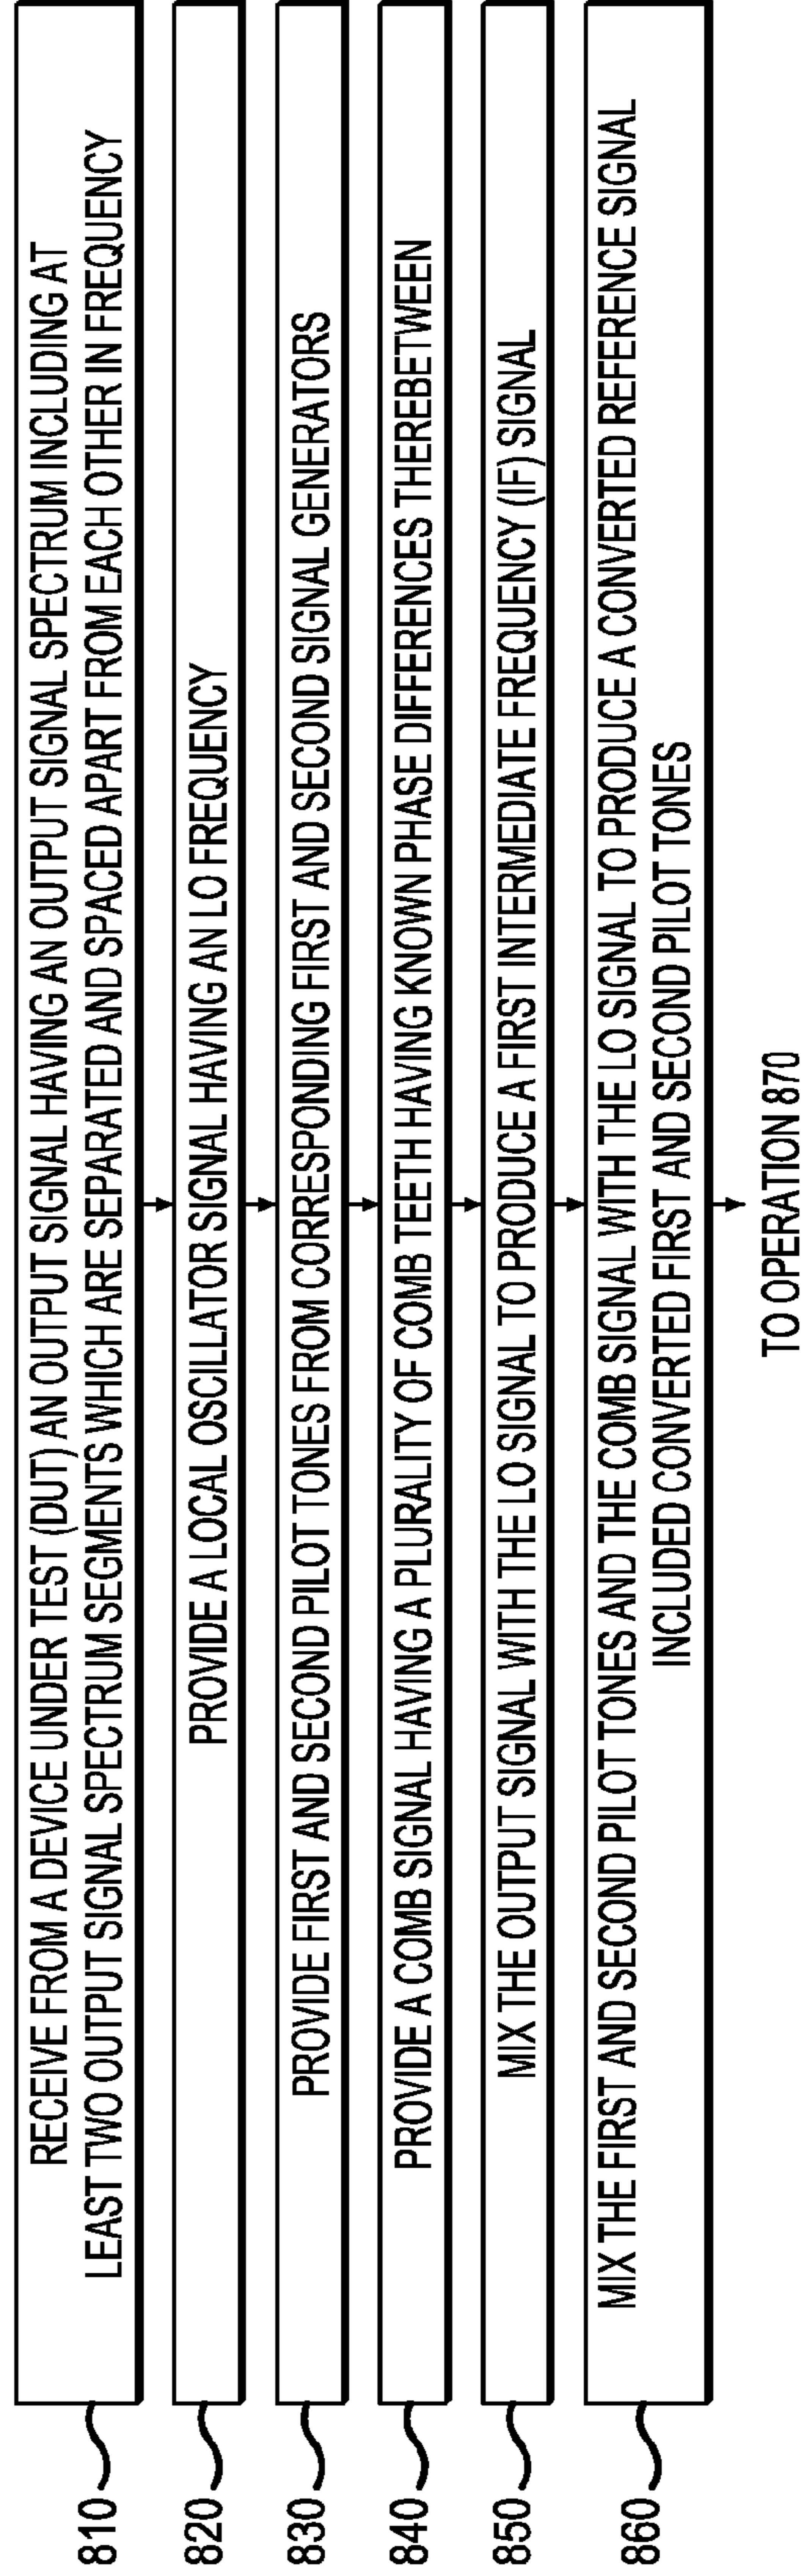 810
RECEIVE FROM A DEVICE UNDER TEST (DUT) AN OUTPUT SIGNAL HAVING AN OUTPUT SIGNAL SPECTRUM INCLUDING AT
LEAST TWO OUTPUT SIGNAL SPECTRUM SEGMENTS WHICH ARE SEPARATED AND SPACED APART FROM EACH OTHER IN FREQUENCY
820
PROVIDE A LOCAL OSCILLATOR SIGNAL HAVING AN LO FREQUENCY
830
PROVIDE FIRST AND SECOND PILOT TONES FROM CORRESPONDING FIRST AND SECOND SIGNAL GENERATORS
840
PROVIDE A COMB SIGNAL HAVING A PLURALITY OF COMB TEETH HAVING KNOWN PHASE DIFFERENCES THEREBETWEEN
850
MIX THE OUTPUT SIGNAL WITH THE LO SIGNAL TO PRODUCE A FIRST INTERMEDIATE FREQUENCY (IF) SIGNAL
860
MIX THE FIRST AND SECOND PILOT TONES AND THE COMB SIGNAL WITH THE LO SIGNAL TO PRODUCE A CONVERTED REFERENCE SIGNAL
INCLUDED CONVERTED FIRST AND SECOND PILOT TONES
TO OPERATION 870